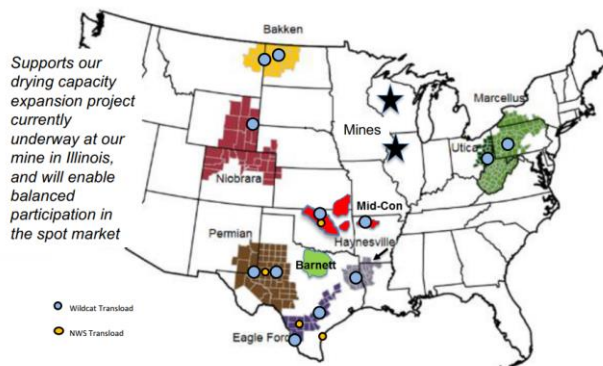 Bakken
Supports our
drying capacity
expansion project
currently
underway at our
mine in Illinois,
and will enable
balanced
participation in
the spot market
Marcellus
Mines
Utica
Niobrara
Mid-Con
Haynesville
Permian
Barnett
Wildcat Transload
NWS Transload
Eagle Ford